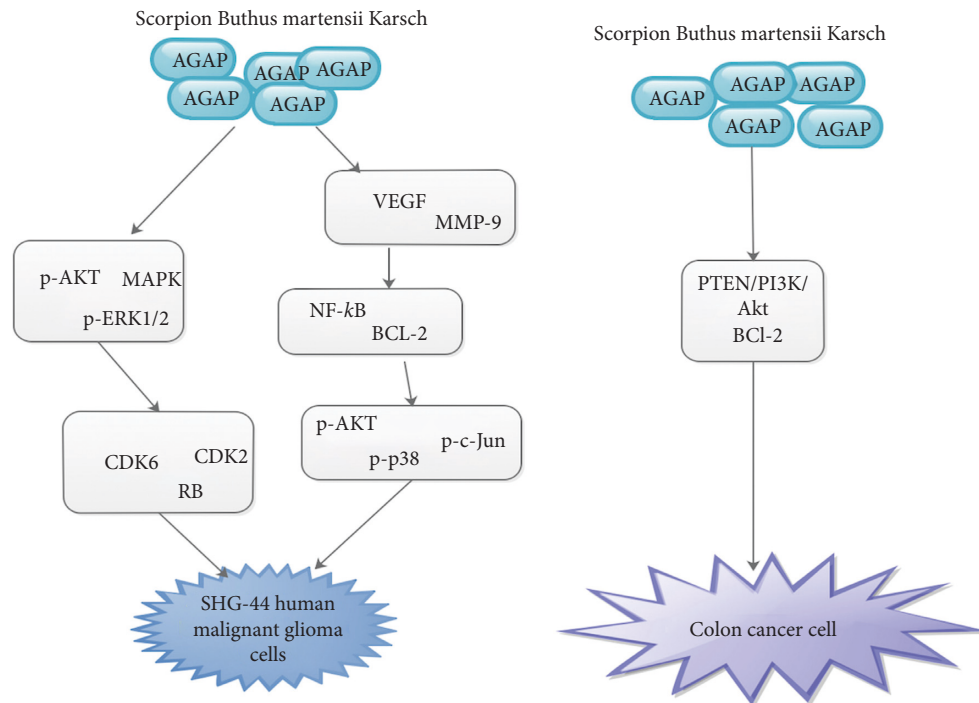 Scorpion Buthus martensii Karsch
AGAP
AGAP
AGAP
AGAP
AGAP
VEGF
MMP-9
p-AKT
MAPK
p-ERK1/2
NF-kB
BCL-2
p-AKT
p-c-Jun
p-p38
CDK6
CDK2
RB
SHG-44 human
malignant glioma
cells
Scorpion Buthus martensii Karsch
AGAP
AGAP
AGAP
AGAP
AGAP
PTEN/PI3K/
Akt
BCl-2
Colon cancer cell